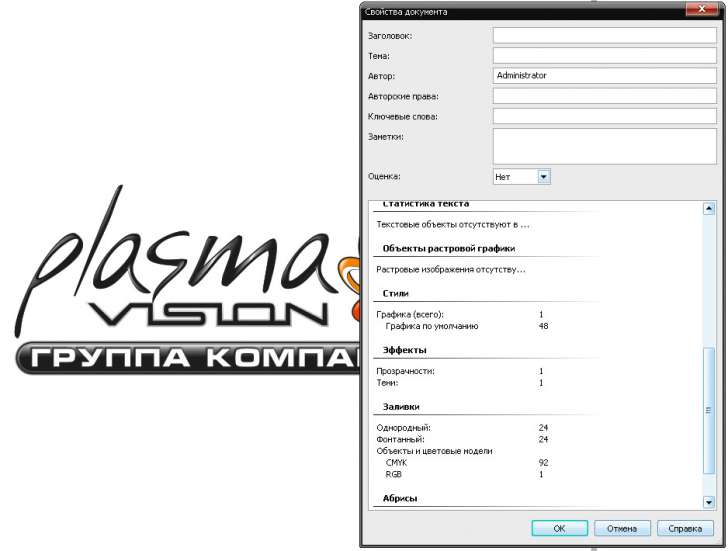 Свойства документа
Заголовок:
Тема:
Автор: Administrator
Авторские права:
Ключевые слова:
Заметки:
Оценка: Нет
Статистика текста
Текстовые объекты отсутствуют в ...
Объекты растровой графики
Растровые изображения отсутству...
Стили
Графика (всего): 1
Графика по умолчанию 48
Эффекты
Прозрачности: 1
Тени: 1
Заливки
Однородный: 24
Фонтанный: 24
Объекты и цветовые модели
CMYK 92
RGB 1
Абрисы
OK Отмена Справка
plasma
VISION
ГРУППА КОМПА